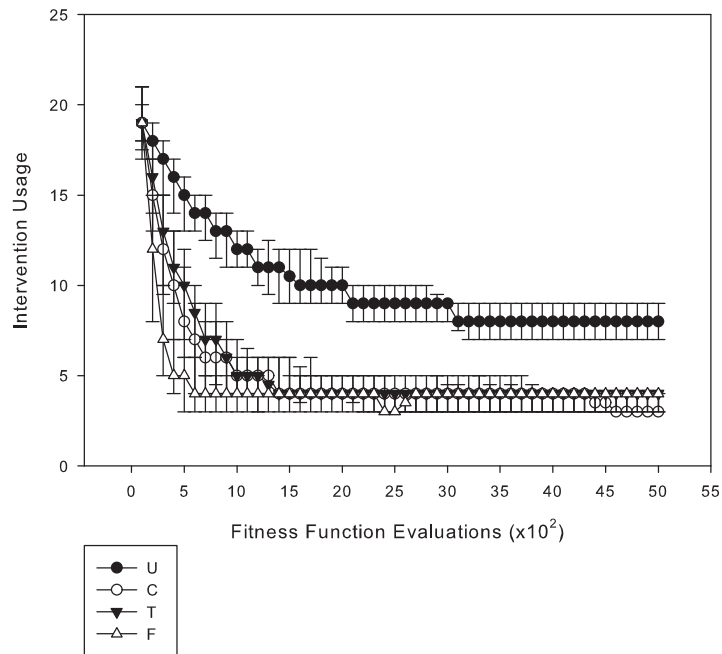 25
20
15
10
5
0
Intervention Usage
0 5 10 15 20 25 30 35 40 45 50 55
Fitness Function Evaluations (x10²)
U
C
T
F